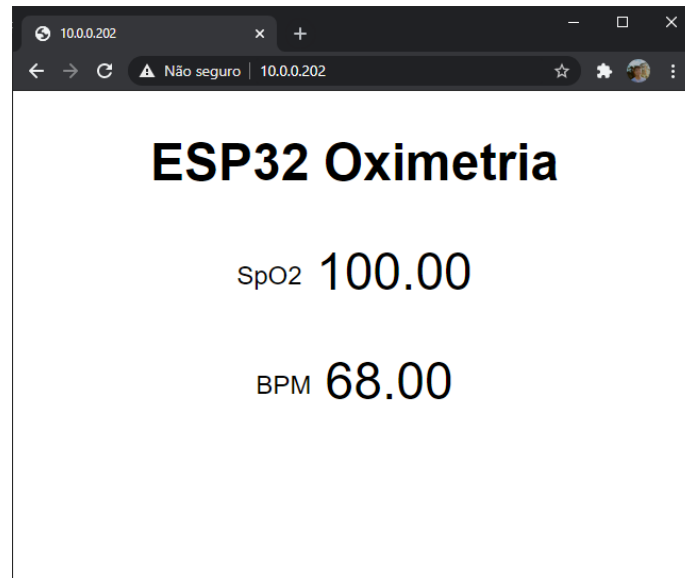 10.0.0.202
Não seguro | 10.0.0.202
ESP32 Oximetria
SpO2 100.00
BPM 68.00